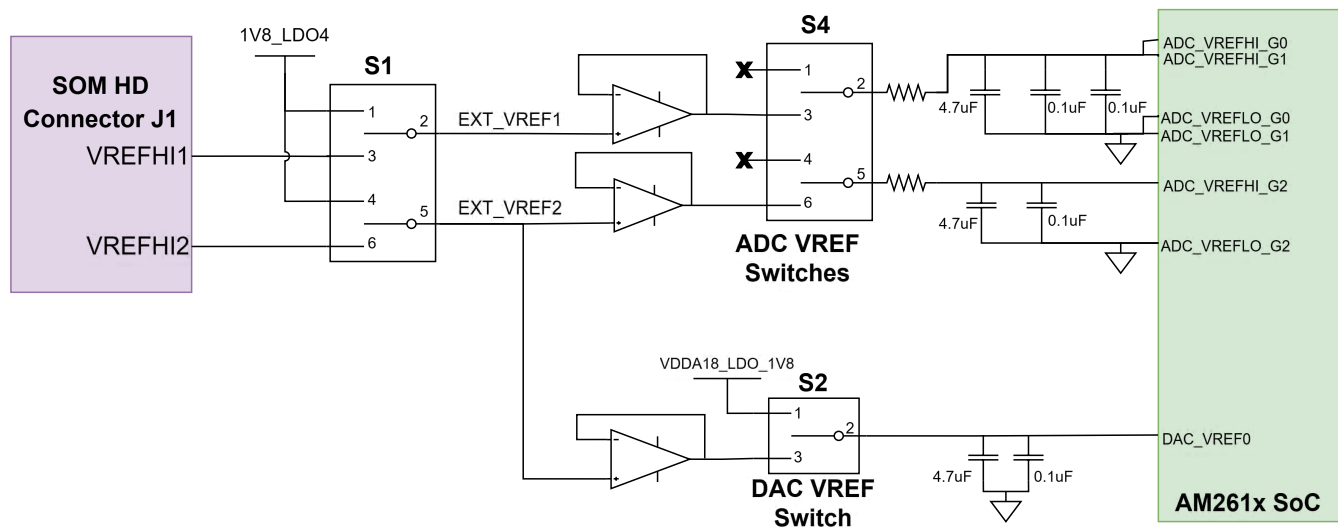 SOM HD
Connector J1
VREFHI1
VREFHI2
1V8_LDO4
S1
1
2
3
4
5
6
EXT_VREF1
EXT_VREF2
S4
X
1
2
3
X
4
5
6
ADC VREF
Switches
4.7uF
0.1uF
0.1uF
4.7uF
0.1uF
VDDA18_LDO_1V8
S2
1
2
3
DAC VREF
Switch
4.7uF
0.1uF
ADC_VREFHI_G0
ADC_VREFHI_G1
ADC_VREFLO_G0
ADC_VREFLO_G1
ADC_VREFHI_G2
ADC_VREFLO_G2
DAC_VREF0
AM261x SoC